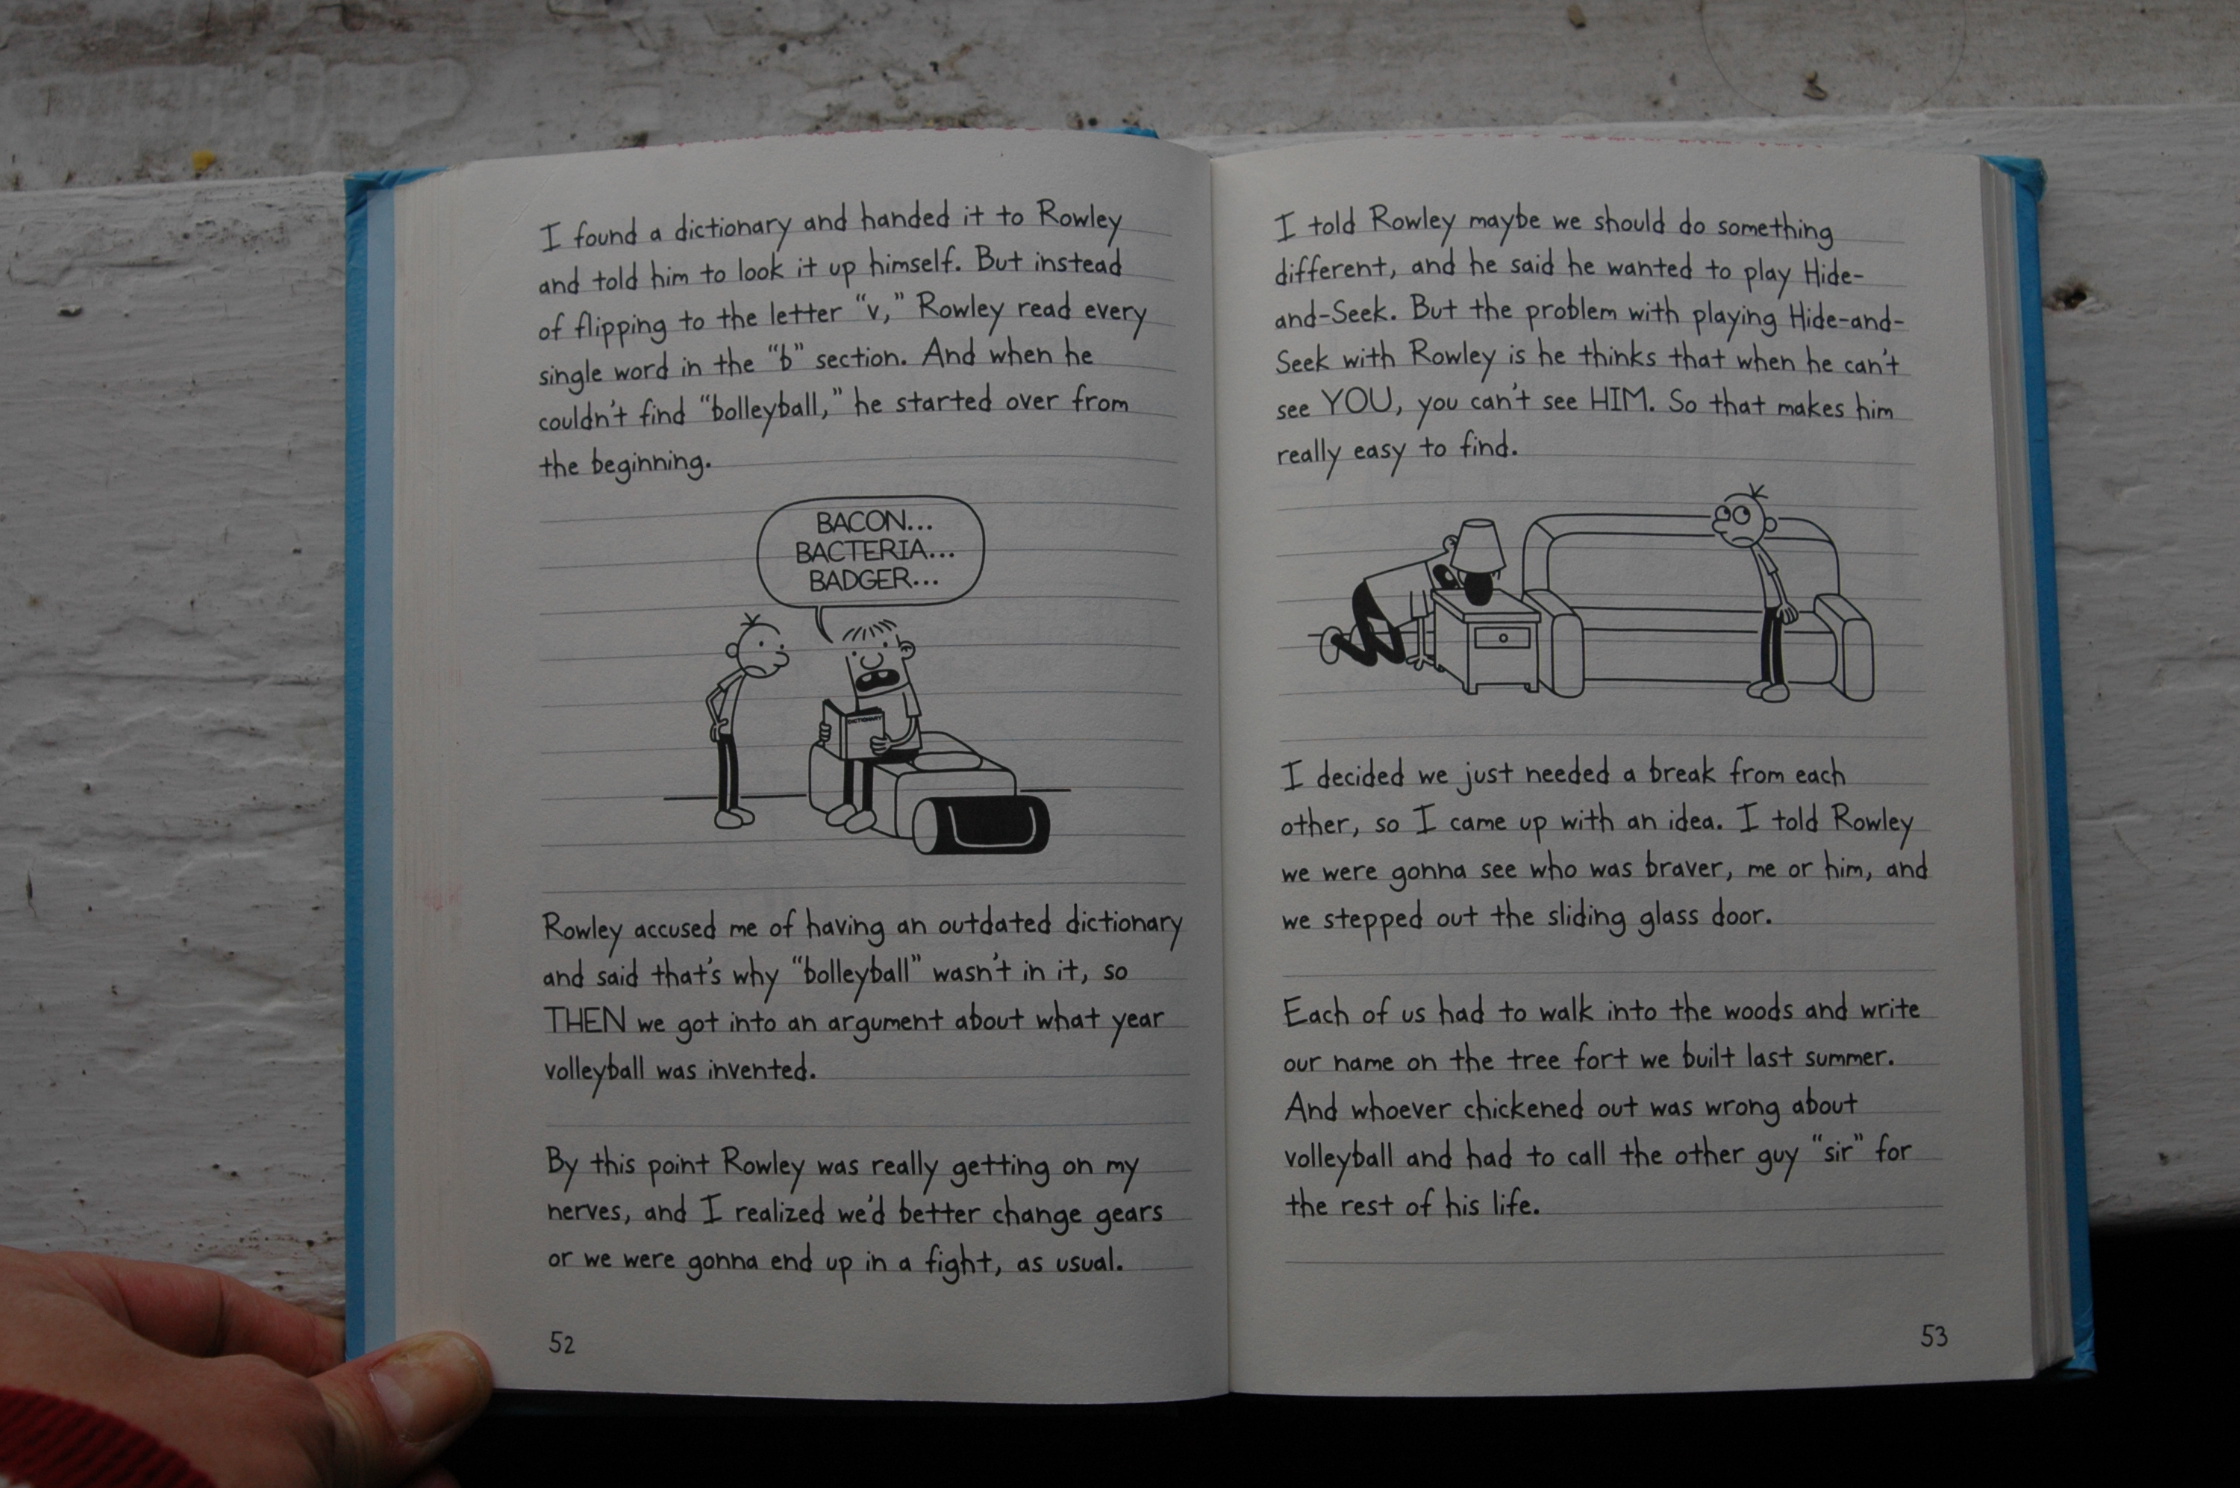 I found a dictionary and handed it to Rowley
and told him to look it up himself. But instead
of flipping to the letter “v,” Rowley read every
single word in the “b” section. And when he
couldn't find “bolleyball,” he started over from
the beginning.
BACON...
BACTERIA...
BADGER...
DICTIONARY
Rowley accused me of having an outdated dictionary
and said that's why “bolleyball” wasn't in it, so
THEN we got into an argument about what year
volleyball was invented.
By this point Rowley was really getting on my
nerves, and I realized we'd better change gears
or we were gonna end up in a fight, as usual.
52
I told Rowley maybe we should do something
different, and he said he wanted to play Hide-
and-Seek. But the problem with playing Hide-and-
Seek with Rowley is he thinks that when he can't
see YOU, you can't see HIM. So that makes him
really easy to find.
I decided we just needed a break from each
other, so I came up with an idea. I told Rowley
we were gonna see who was braver, me or him, and
we stepped out the sliding glass door.
Each of us had to walk into the woods and write
our name on the tree fort we built last summer.
And whoever chickened out was wrong about
volleyball and had to call the other guy “sir” for
the rest of his life.
53